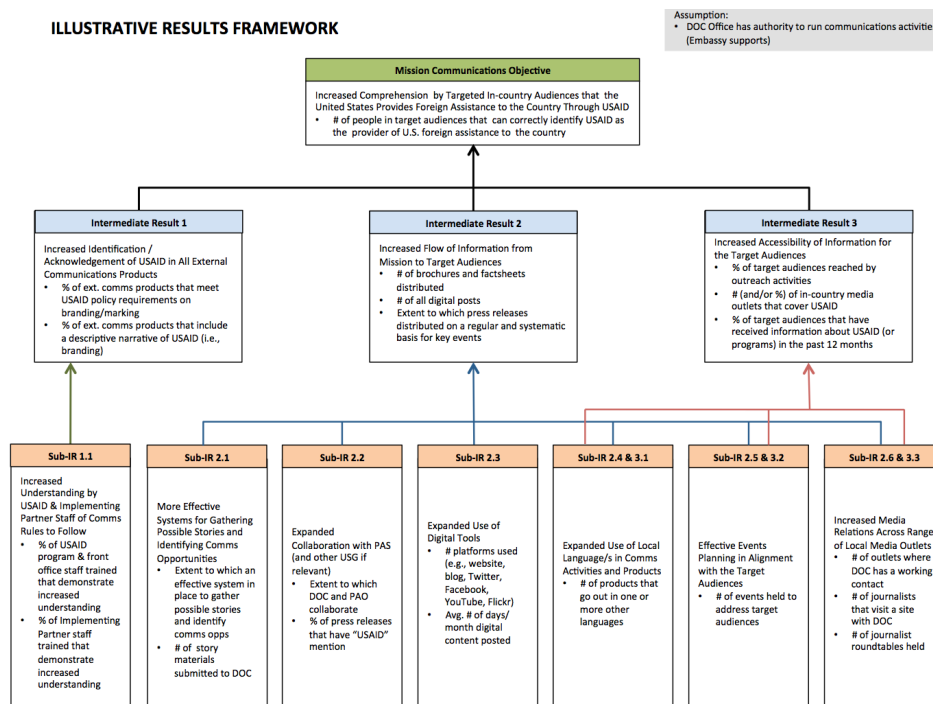 ILLUSTRATIVE RESULTS FRAMEWORK
Assumption:
• DOC Office has authority to run communications activitie
(Embassy supports)
Mission Communications Objective
Increased Comprehension by Targeted In-country Audiences that the
United States Provides Foreign Assistance to the Country Through USAID
• # of people in target audiences that can correctly identify USAID as
the provider of U.S. foreign assistance to the country
Intermediate Result 1
Increased Identification /
Acknowledgement of USAID in All External
Communications Products
• % of ext. comms products that meet
USAID policy requirements on
branding/marking
• % of ext. comms products that include
a descriptive narrative of USAID (i.e.,
branding)
Intermediate Result 2
Increased Flow of Information from
Mission to Target Audiences
• # of brochures and factsheets
distributed
• # of all digital posts
• Extent to which press releases
distributed on a regular and systematic
basis for key events
Intermediate Result 3
Increased Accessibility of Information for
the Target Audiences
• % of target audiences reached by
outreach activities
• # (and/or %) of in-country media
outlets that cover USAID
• % of target audiences that have
received information about USAID (or
programs) in the past 12 months
Sub-IR 1.1
Increased
Understanding by
USAID & Implementing
Partner Staff of Comms
Rules to Follow
• % of USAID
program & front
office staff trained
that demonstrate
increased
understanding
• % of Implementing
Partner staff
trained that
demonstrate
increased
understanding
Sub-IR 2.1
More Effective
Systems for Gathering
Possible Stories and
Identifying Comms
Opportunities
• Extent to which an
effective system in
place to gather
possible stories
and identify
comms opps
• # of story
materials
submitted to DOC
Sub-IR 2.2
Expanded
Collaboration with PAS
(and other USG if
relevant)
• Extent to which
DOC and PAO
collaborate
• % of press releases
that have “USAID”
mention
Sub-IR 2.3
Expanded Use of
Digital Tools
• # platforms used
(e.g., website,
blog, Twitter,
Facebook,
YouTube, Flickr)
• Avg. # of days/
month digital
content posted
Sub-IR 2.4 & 3.1
Expanded Use of Local
Language/s in Comms
Activities and Products
• # of products that
go out in one or
more other
languages
Sub-IR 2.5 & 3.2
Effective Events
Planning in Alignment
with the Target
Audiences
• # of events held to
address target
audiences
Sub-IR 2.6 & 3.3
Increased Media
Relations Across Range
of Local Media Outlets
• # of outlets where
DOC has a working
contact
• # of journalists
that visit a site
with DOC
• # of journalist
roundtables held